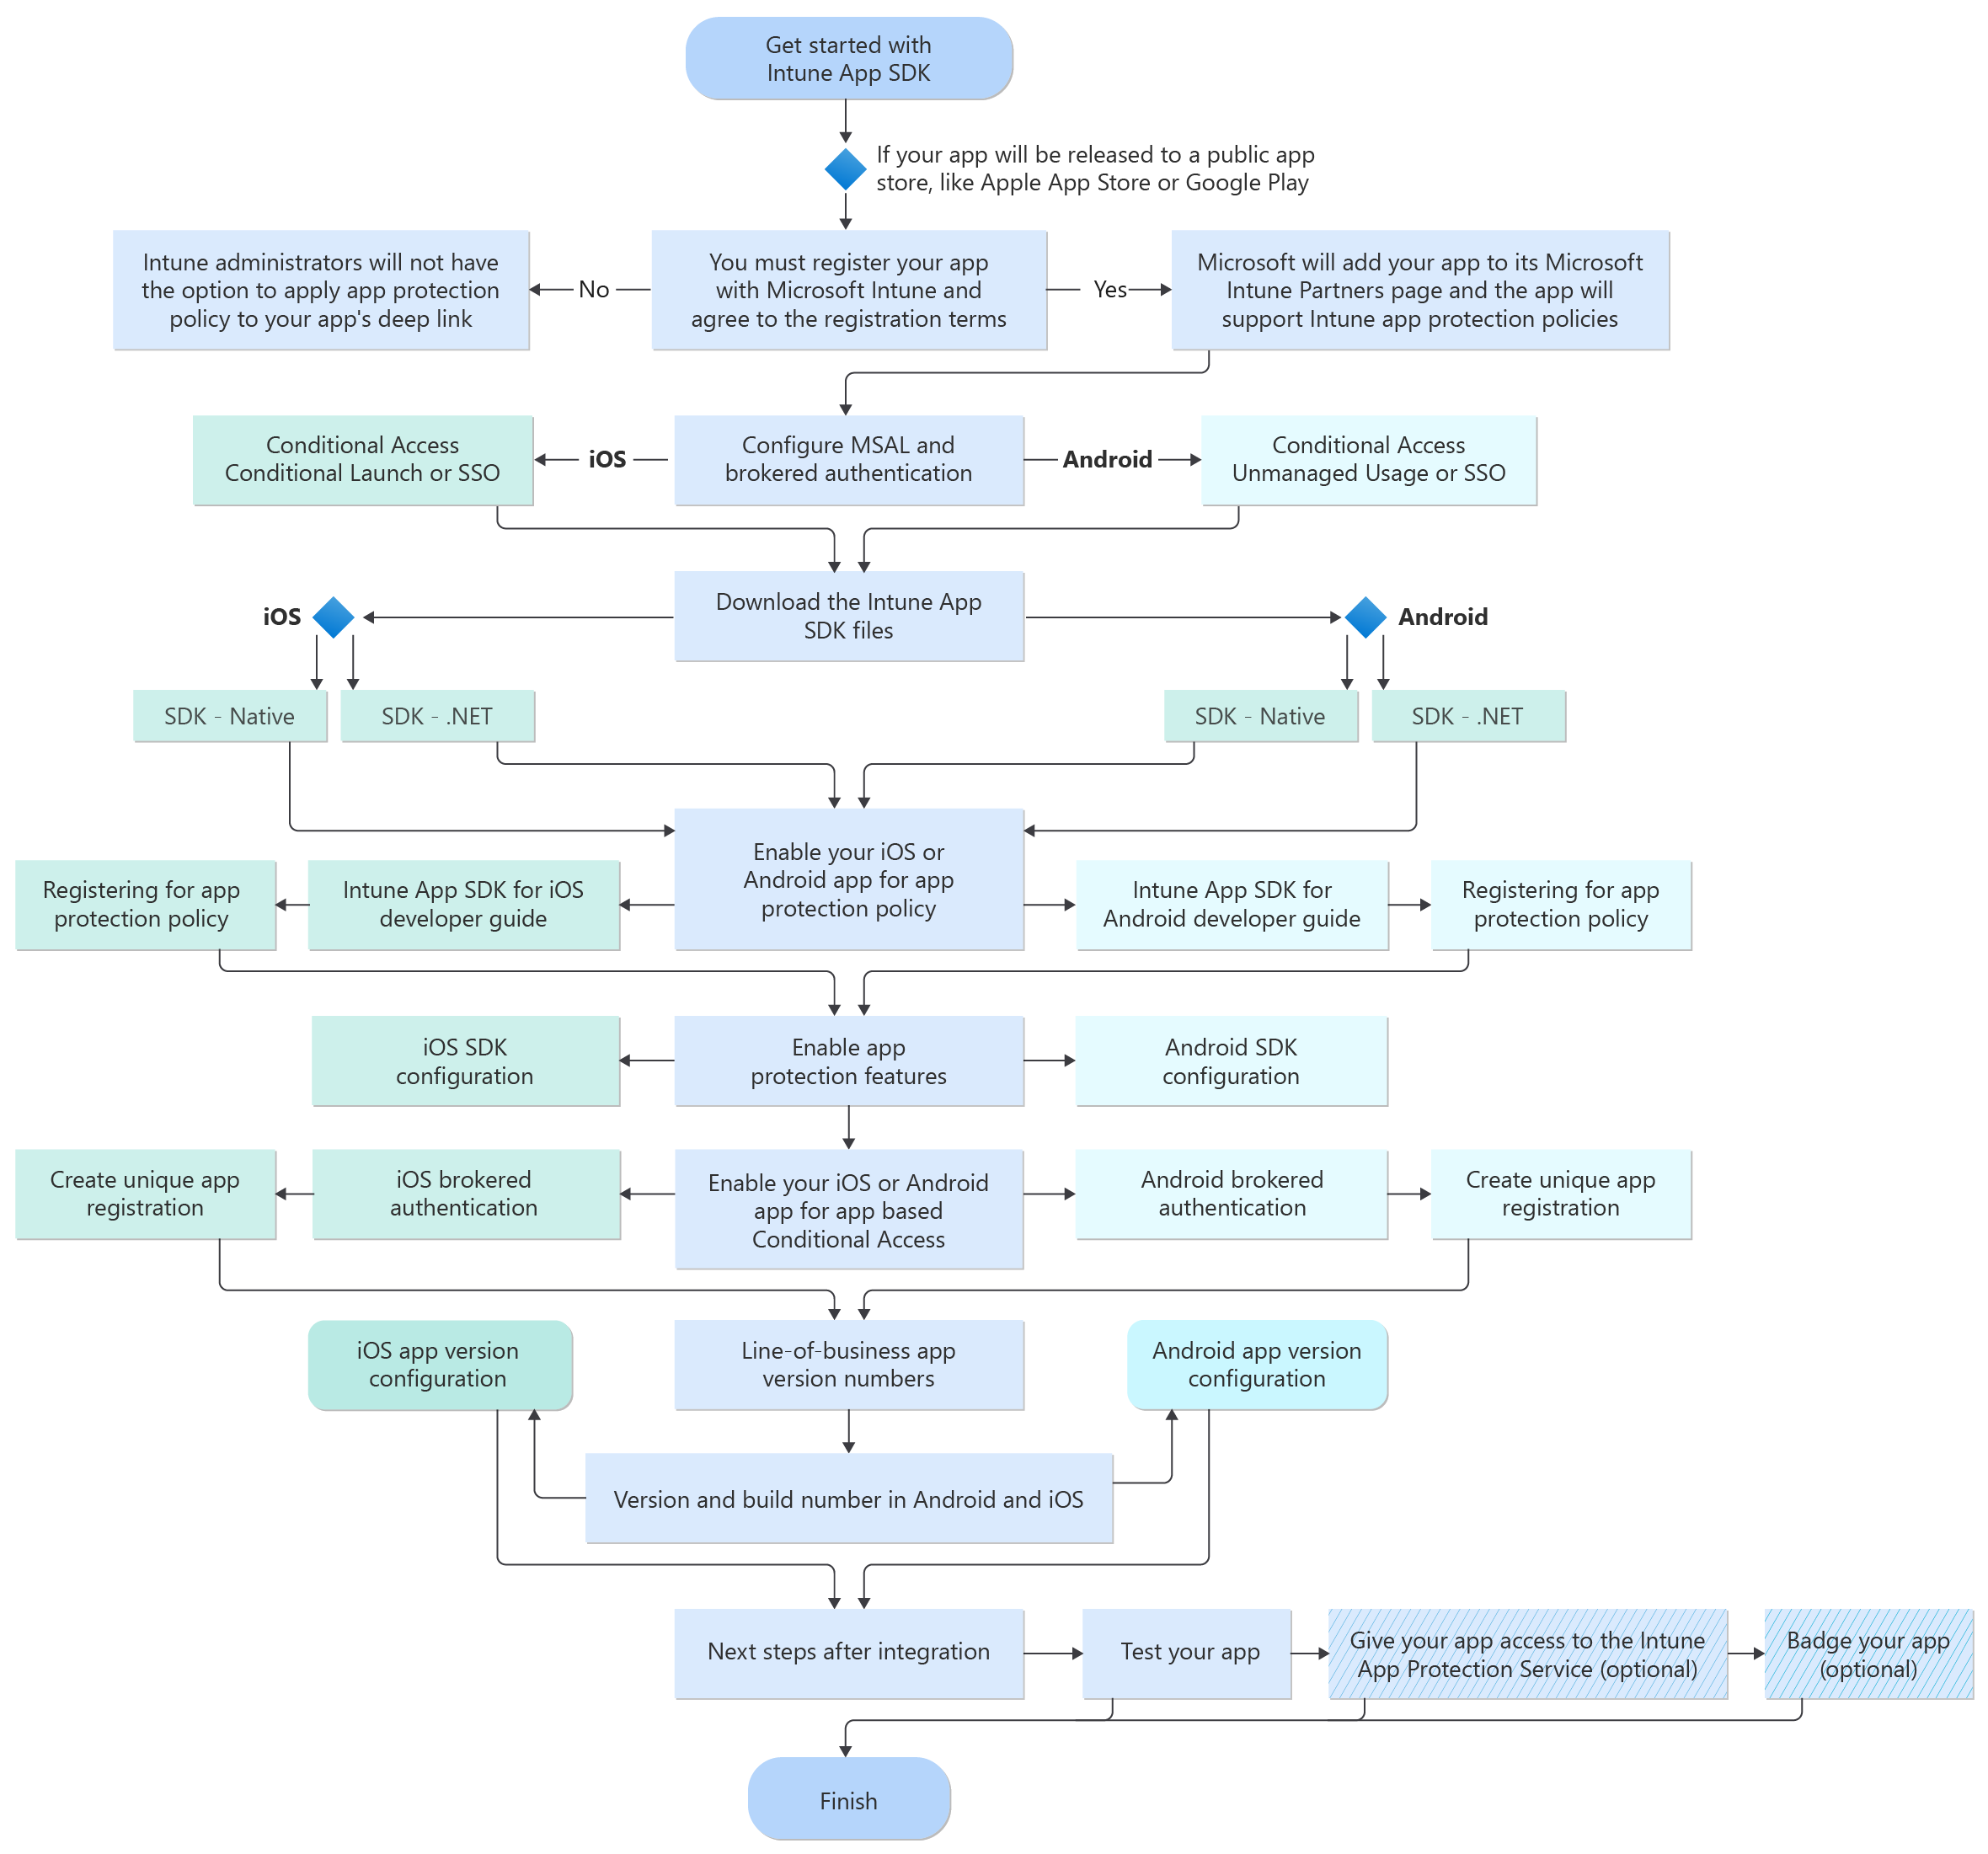 Get started with
Intune App SDK
If your app will be released to a public app
store, like Apple App Store or Google Play
Intune administrators will not have
the option to apply app protection
policy to your app's deep link
No
You must register your app
with Microsoft Intune and
agree to the registration terms
Yes
Microsoft will add your app to its Microsoft
Intune Partners page and the app will
support Intune app protection policies
Conditional Access
Conditional Launch or SSO
iOS
Configure MSAL and
brokered authentication
Android
Conditional Access
Unmanaged Usage or SSO
iOS
Download the Intune App
SDK files
Android
SDK - Native
SDK - .NET
SDK - Native
SDK - .NET
Enable your iOS or
Android app for app
protection policy
Registering for app
protection policy
Intune App SDK for iOS
developer guide
Intune App SDK for
Android developer guide
Registering for app
protection policy
iOS SDK
configuration
Enable app
protection features
Android SDK
configuration
Create unique app
registration
iOS brokered
authentication
Enable your iOS or Android
app for app based
Conditional Access
Android brokered
authentication
Create unique app
registration
iOS app version
configuration
Line-of-business app
version numbers
Android app version
configuration
Version and build number in Android and iOS
Next steps after integration
Test your app
Give your app access to the Intune
App Protection Service (optional)
Badge your app
(optional)
Finish